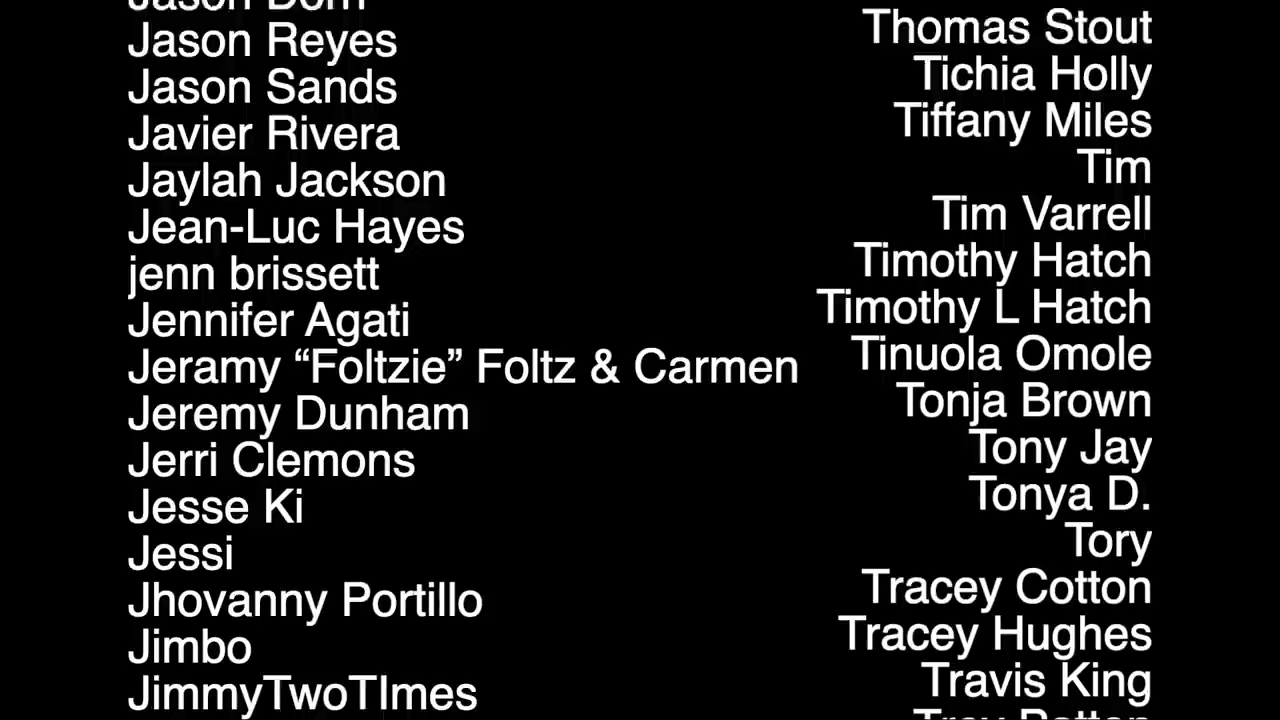 Jason Dorn
Jason Reyes
Jason Sands
Javier Rivera
Jaylah Jackson
Jean-Luc Hayes
jenn brissett
Jennifer Agati
Jeramy “Foltzie” Foltz & Carmen
Jeremy Dunham
Jerri Clemons
Jesse Ki
Jessi
Jhovanny Portillo
Jimbo
JimmyTwoTImes
Thomas Stout
Tichia Holly
Tiffany Miles
Tim
Tim Varrell
Timothy Hatch
Timothy L Hatch
Tinuola Omole
Tonja Brown
Tony Jay
Tonya D.
Tory
Tracey Cotton
Tracey Hughes
Travis King